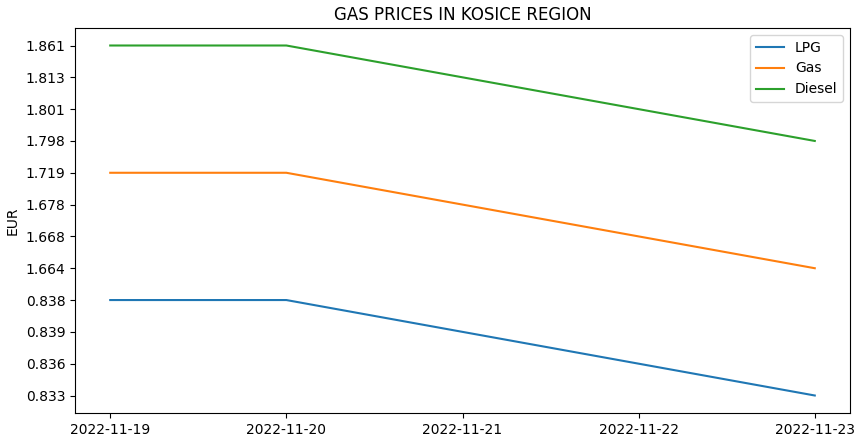 GAS PRICES IN KOSICE REGION
LPG
Gas
Diesel
EUR
1.861
1.813
1.801
1.798
1.719
1.678
1.668
1.664
0.838
0.839
0.836
0.833
2022-11-19 2022-11-20 2022-11-21 2022-11-22 2022-11-23